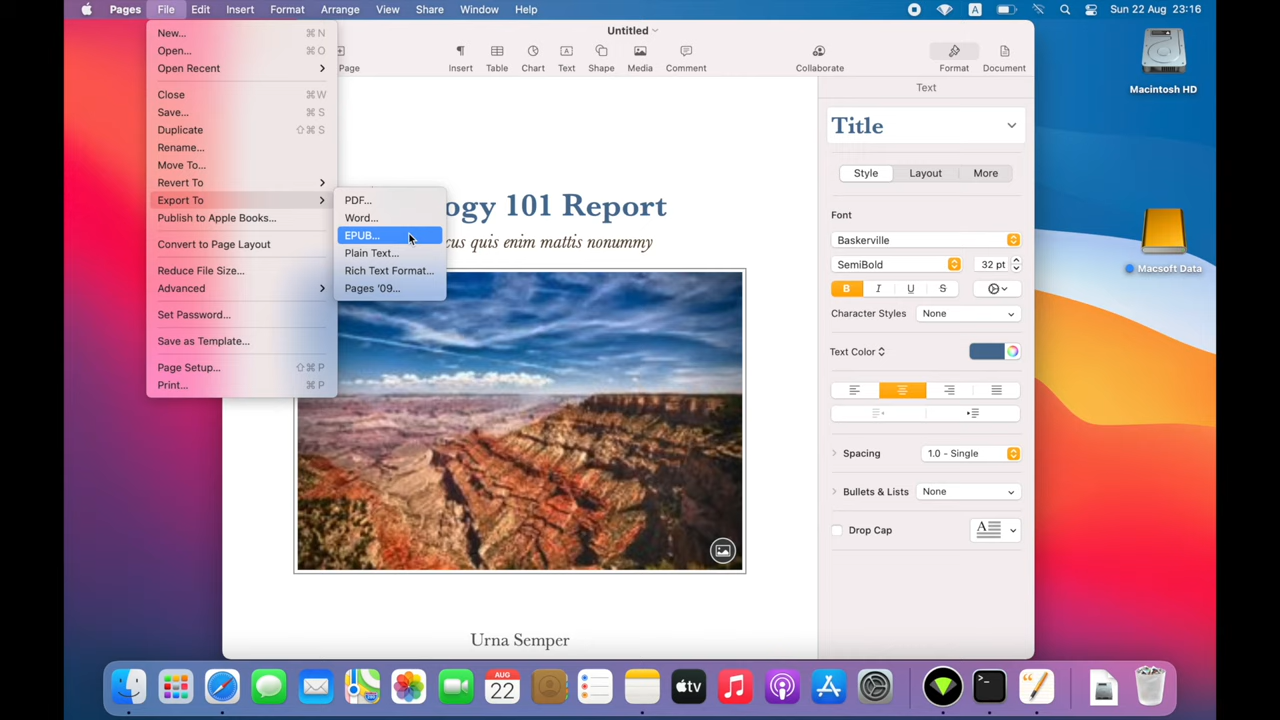 Pages File Edit Insert Format Arrange View Share Window Help A Sun 22 Aug 23:16
New... ⌘N
Open... ⌘O
Open Recent
Close ⌘W
Save... ⌘S
Duplicate ⇧⌘S
Rename...
Move To...
Revert To
Export To
Publish to Apple Books...
Convert to Page Layout
Reduce File Size...
Advanced
Set Password...
Save as Template...
Page Setup... ⇧⌘P
Print... ⌘P
PDF...
Word...
EPUB...
Plain Text...
Rich Text Format...
Pages ’09...
Untitled
Page Insert Table Chart Text Shape Media Comment Collaborate Format Document
ogy 101 Report
cus quis enim mattis nonummy
Urna Semper
Text
Title
Style Layout More
Font
Baskerville
SemiBold 32 pt
B I U S
Character Styles None
Text Color
Spacing 1.0 - Single
Bullets & Lists None
Drop Cap A
Macintosh HD
Macsoft Data
AUG
22
tv